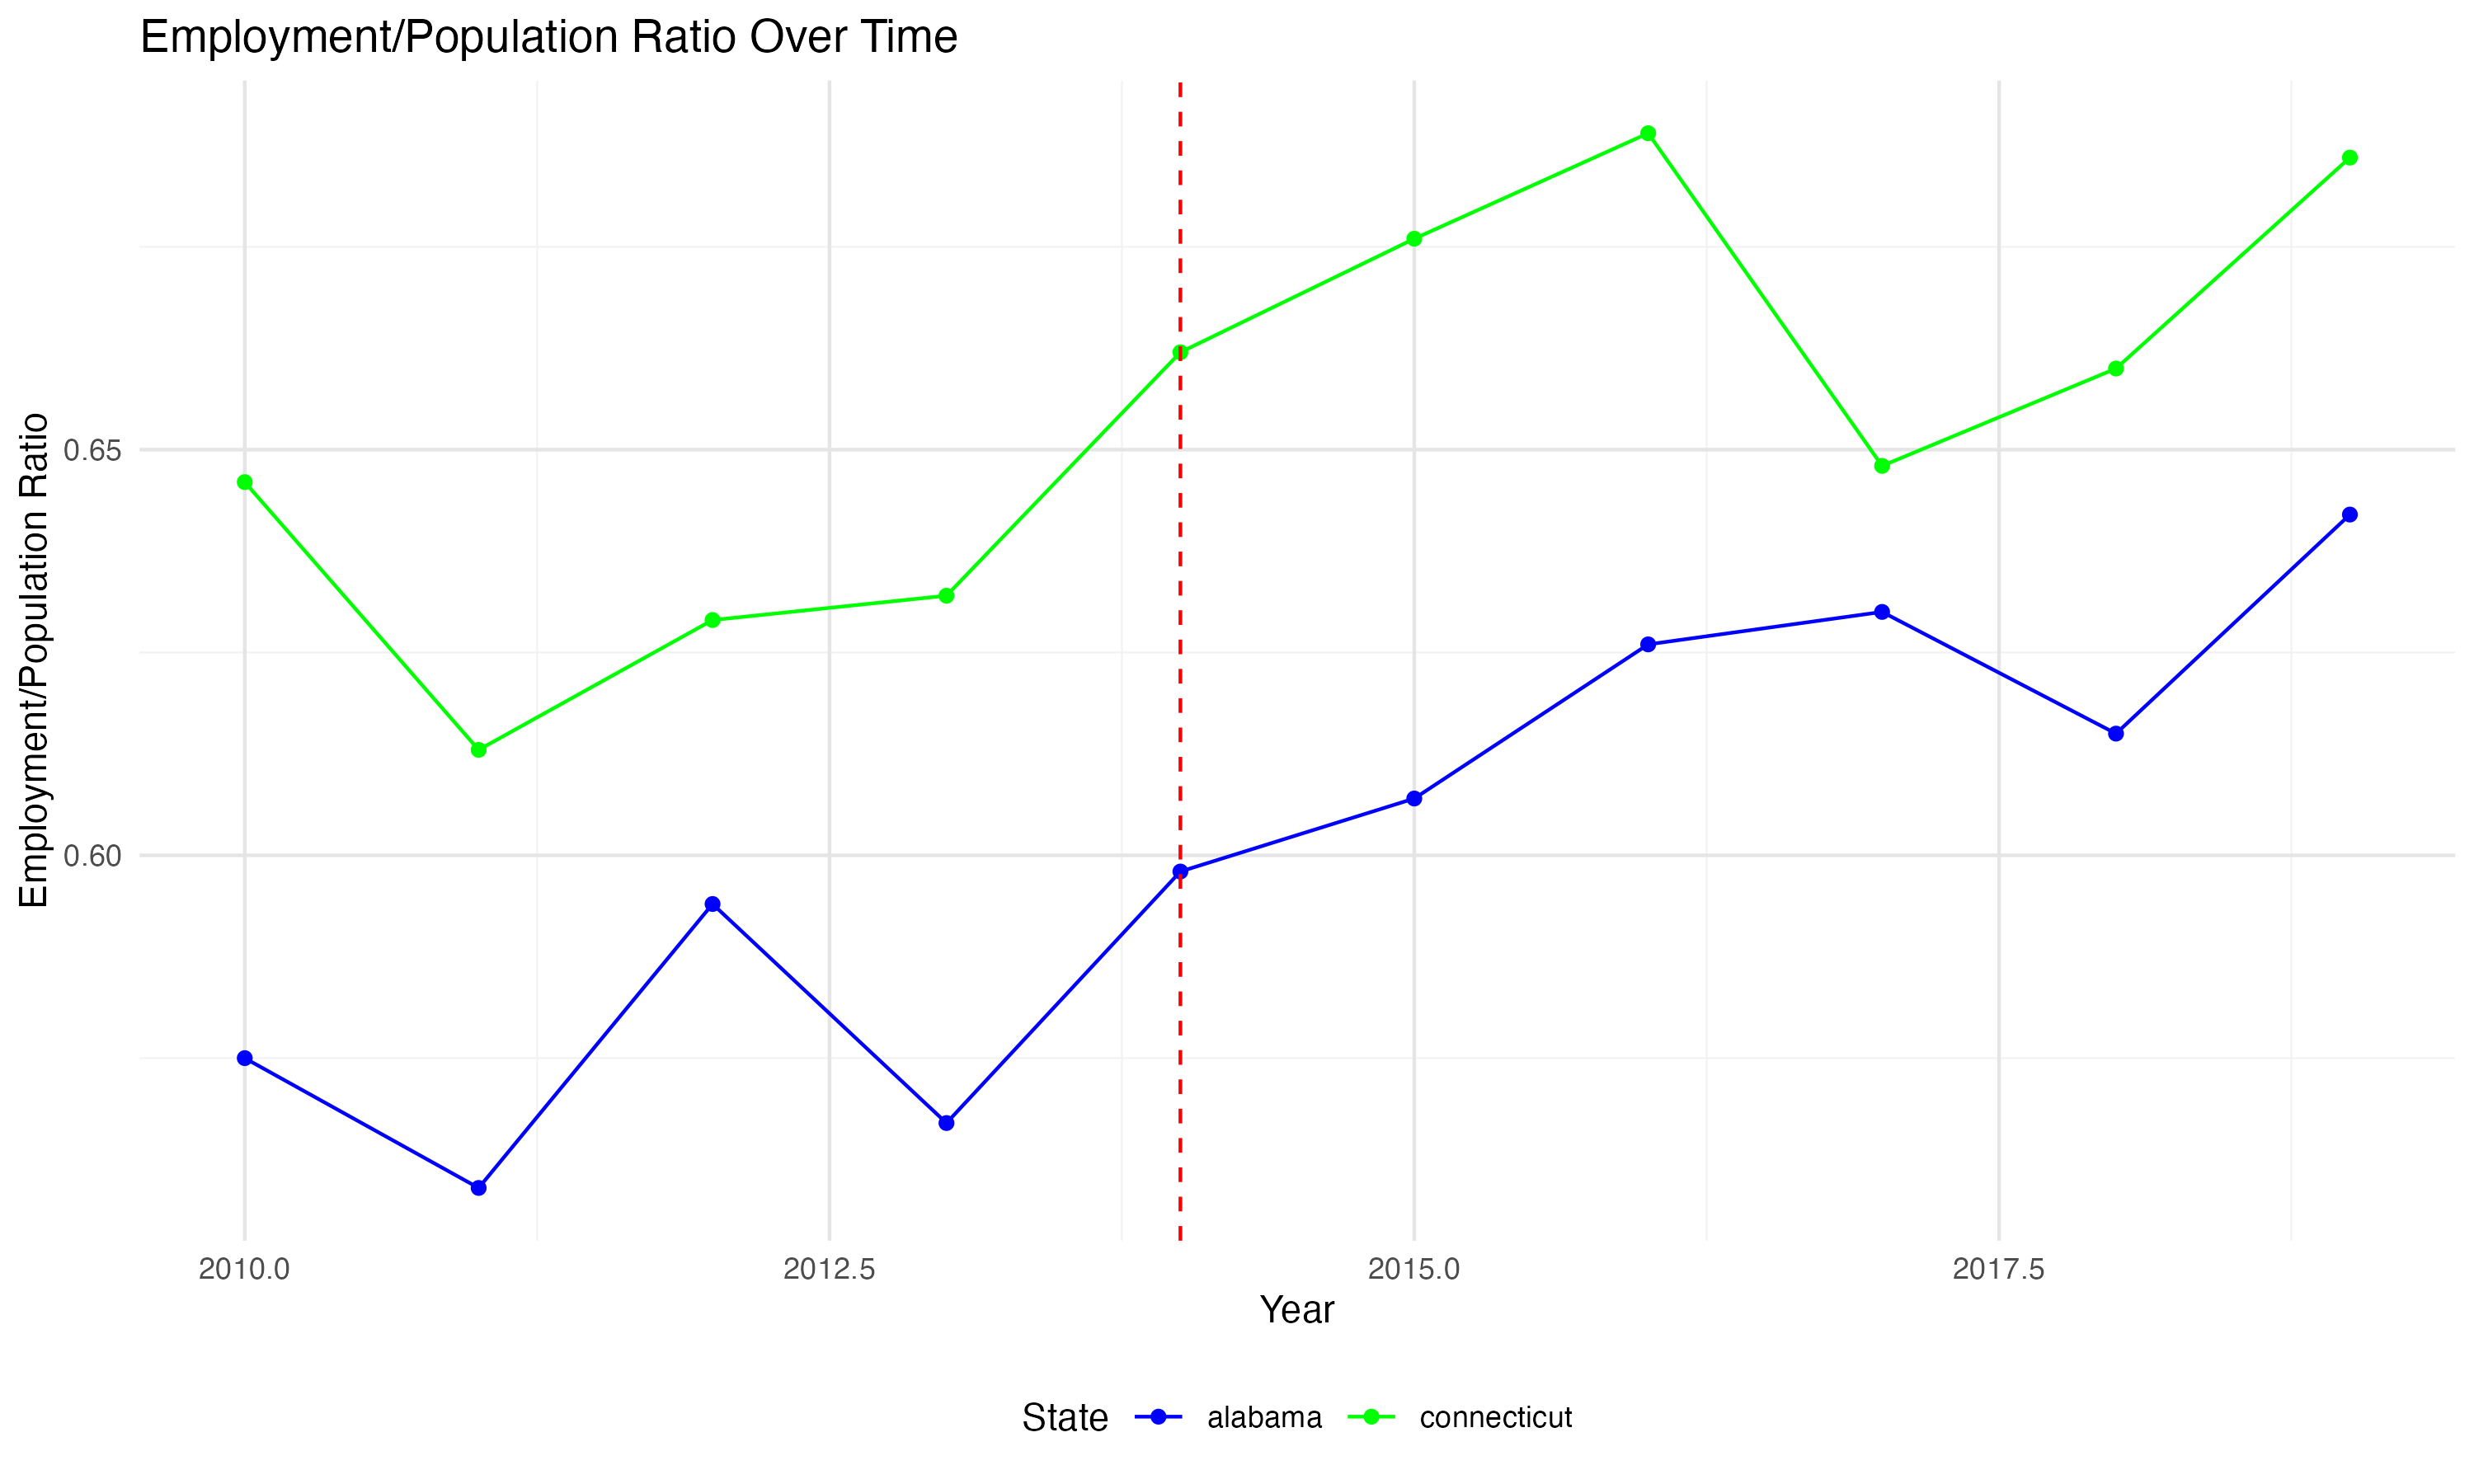 Employment/Population Ratio Over Time
Employment/Population Ratio
0.65
0.60
2010.0 2012.5 2015.0 2017.5
Year
State alabama connecticut